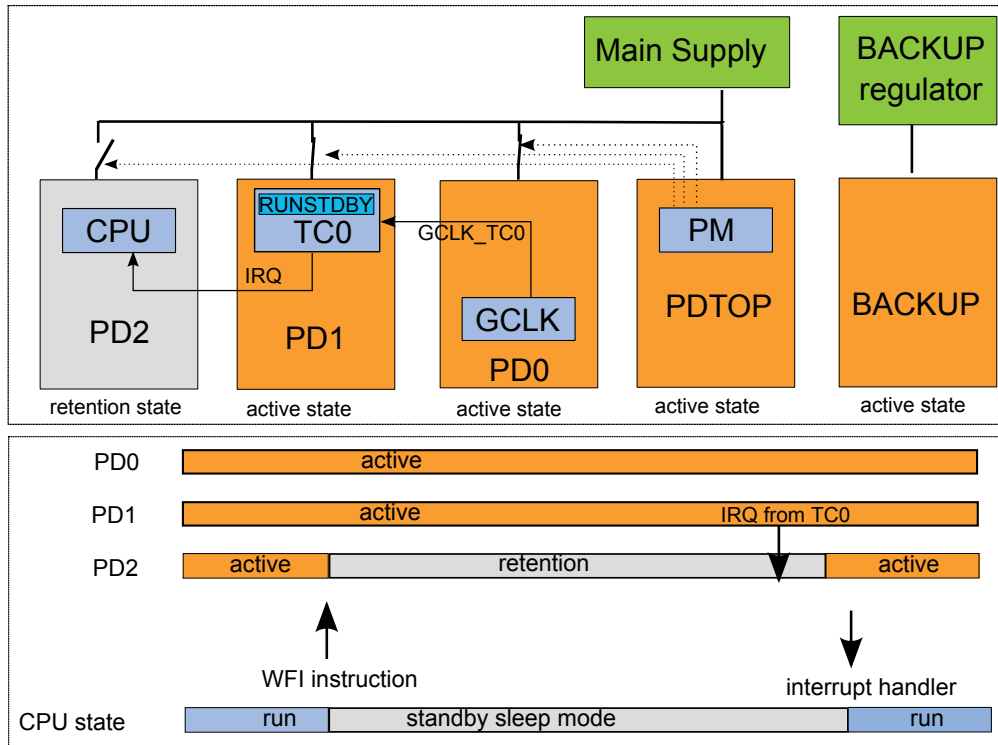 Main Supply
BACKUP
regulator
RUNSTDBY
CPU
TC0
GCLK_TC0
PM
IRQ
GCLK
PD2
PD1
PD0
PDTOP
BACKUP
retention state
active state
active state
active state
active state
PD0
active
PD1
active
IRQ from TC0
PD2
active
retention
active
WFI instruction
interrupt handler
CPU state
run
standby sleep mode
run